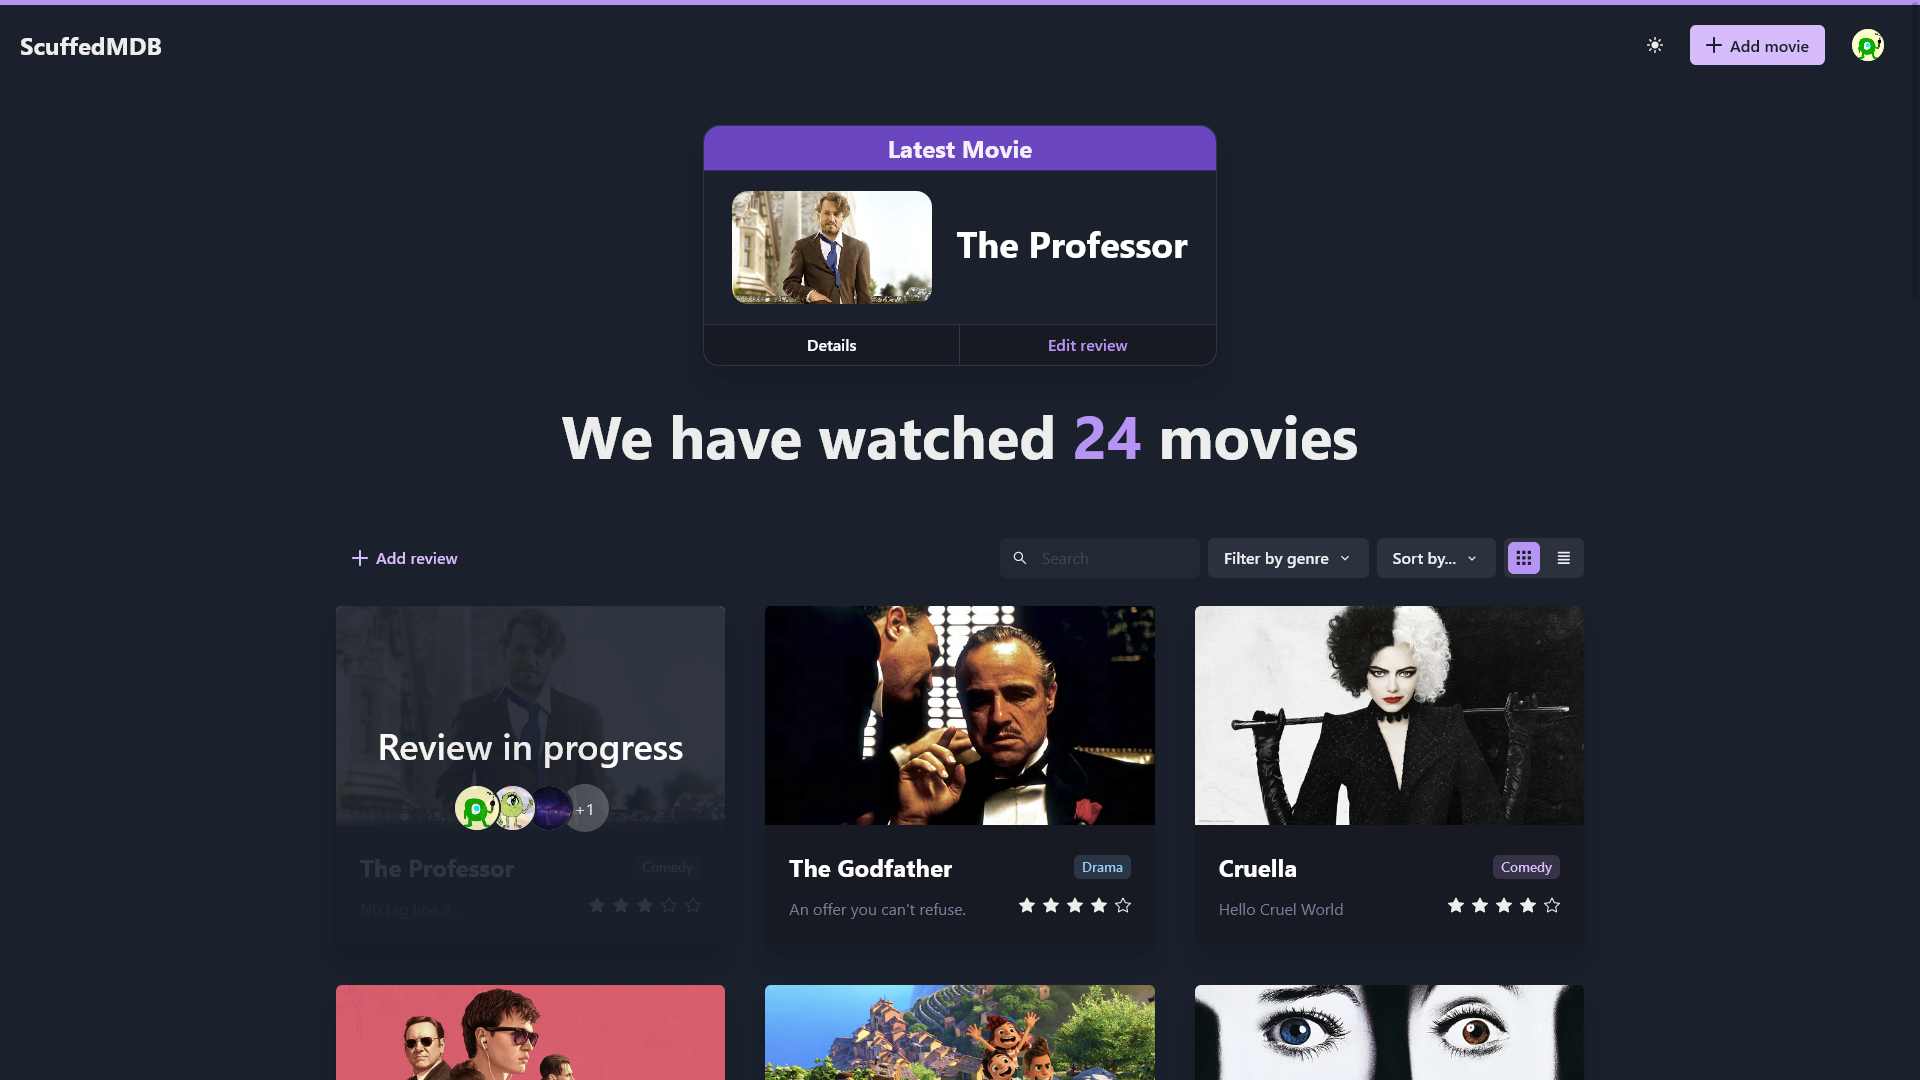 ScuffedMDB
Add movie
Latest Movie
The Professor
Details
Edit review
We have watched 24 movies
Add review
Search
Filter by genre
Sort by...
Review in progress
+1
The Professor
Comedy
No tag line :(...
The Godfather
Drama
An offer you can't refuse.
Cruella
Comedy
Hello Cruel World